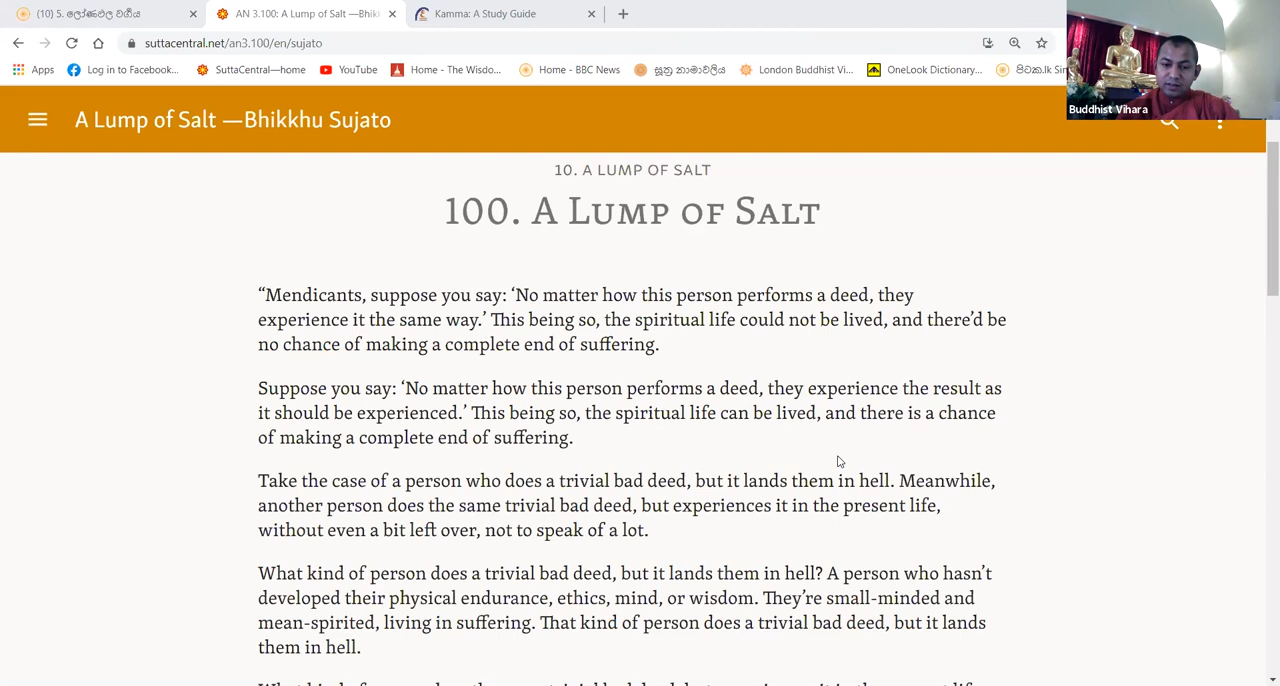 (10) 5. ලෝණඵල වග්ගිය
AN 3.100: A Lump of Salt —Bhikk
Kamma: A Study Guide
suttacentral.net/an3.100/en/sujato
Apps
Log in to Facebook...
SuttaCentral—home
YouTube
Home - The Wisdo...
Home - BBC News
සූත්‍ර නාමාවලිය
London Buddhist Vi...
OneLook Dictionary...
පිටක.lk
Buddhist Vihara
A Lump of Salt —Bhikkhu Sujato
10. A LUMP OF SALT
100. A Lump of Salt
“Mendicants, suppose you say: ‘No matter how this person performs a deed, they
experience it the same way.’ This being so, the spiritual life could not be lived, and there’d be
no chance of making a complete end of suffering.
Suppose you say: ‘No matter how this person performs a deed, they experience the result as
it should be experienced.’ This being so, the spiritual life can be lived, and there is a chance
of making a complete end of suffering.
Take the case of a person who does a trivial bad deed, but it lands them in hell. Meanwhile,
another person does the same trivial bad deed, but experiences it in the present life,
without even a bit left over, not to speak of a lot.
What kind of person does a trivial bad deed, but it lands them in hell? A person who hasn’t
developed their physical endurance, ethics, mind, or wisdom. They’re small-minded and
mean-spirited, living in suffering. That kind of person does a trivial bad deed, but it lands
them in hell.